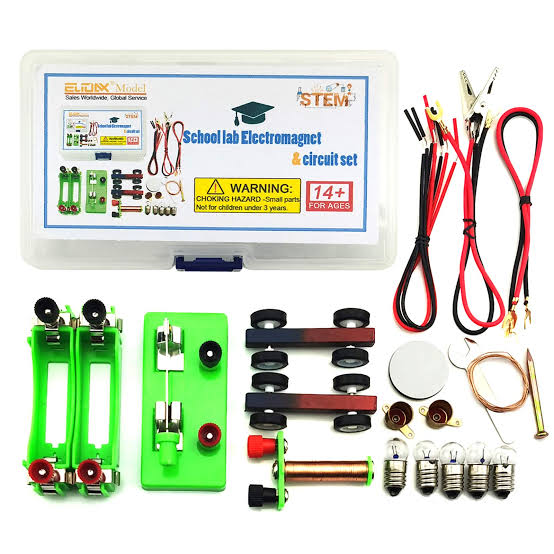 ELIDAX Model
Sales Worldwide, Global Service
STEM
School lab Electromagnet
& circuit set
WARNING:
CHOKING HAZARD -Small parts
Not for children under 3 years.
14+
FOR AGES